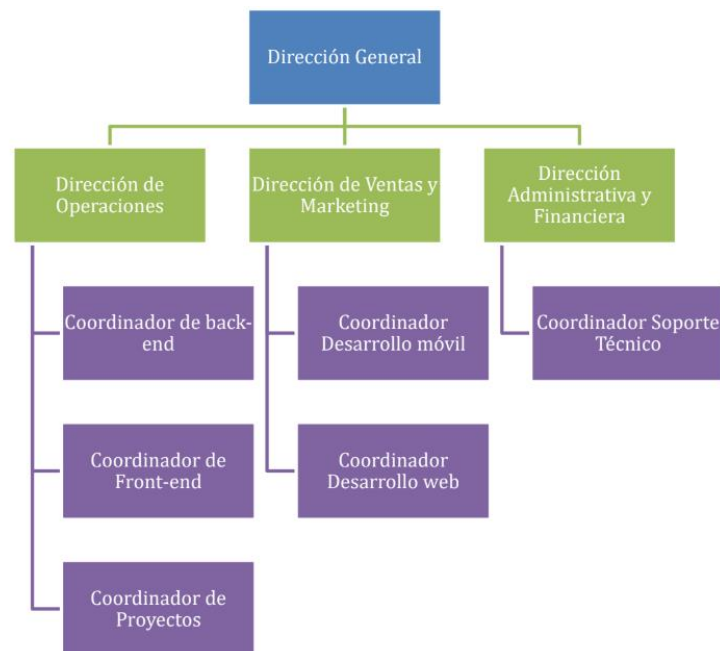 Dirección General
Dirección de
Operaciones
Dirección de Ventas y
Marketing
Dirección
Administrativa y
Financiera
Coordinador de back-
end
Coordinador
Desarrollo móvil
Coordinador Soporte
Técnico
Coordinador de
Front-end
Coordinador
Desarrollo web
Coordinador de
Proyectos